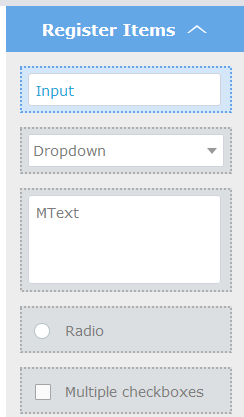 Register Items
Input
Dropdown
MText
Radio
Multiple checkboxes